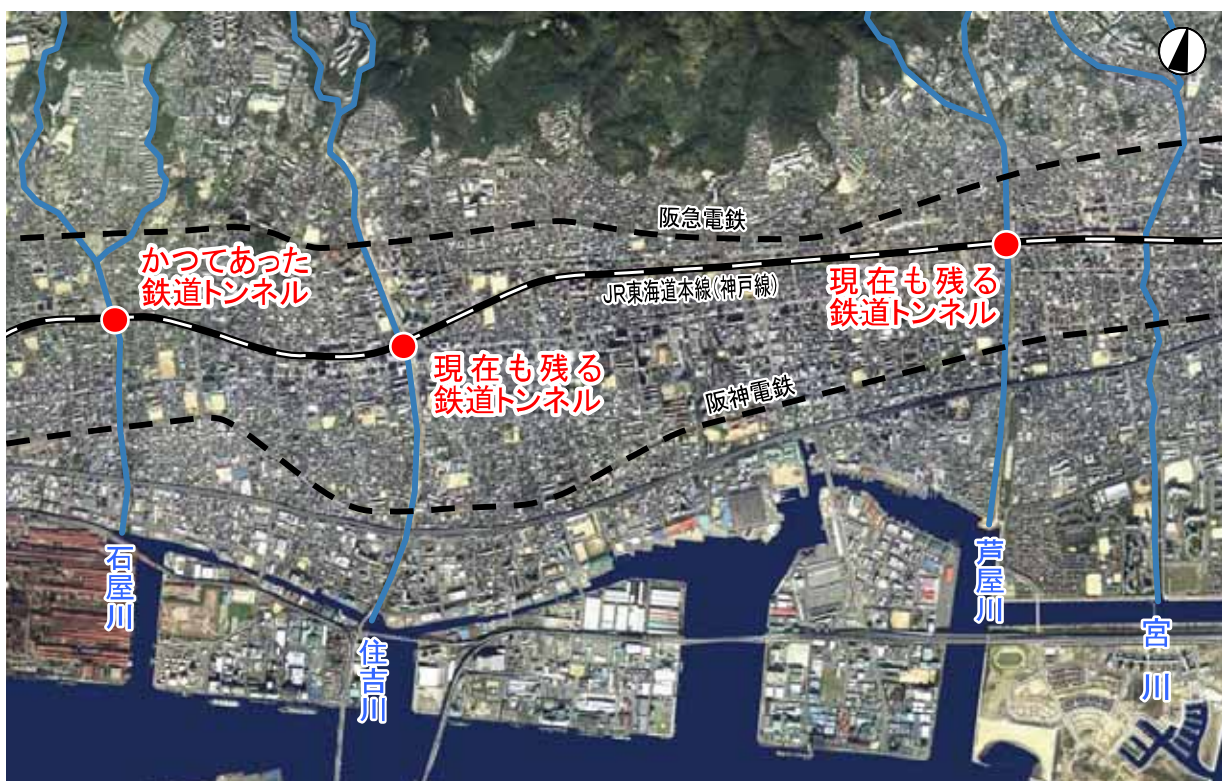 阪急電鉄
かつてあった
鉄道トンネル
JR東海道本線(神戸線)
現在も残る
鉄道トンネル
現在も残る
鉄道トンネル
阪神電鉄
石屋川
住吉川
芦屋川
宮川